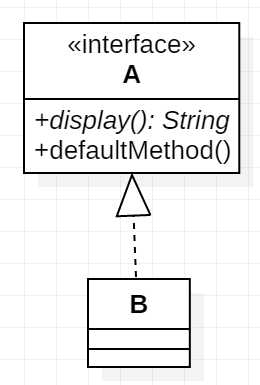 «interface»
A
+display(): String
+defaultMethod()
B